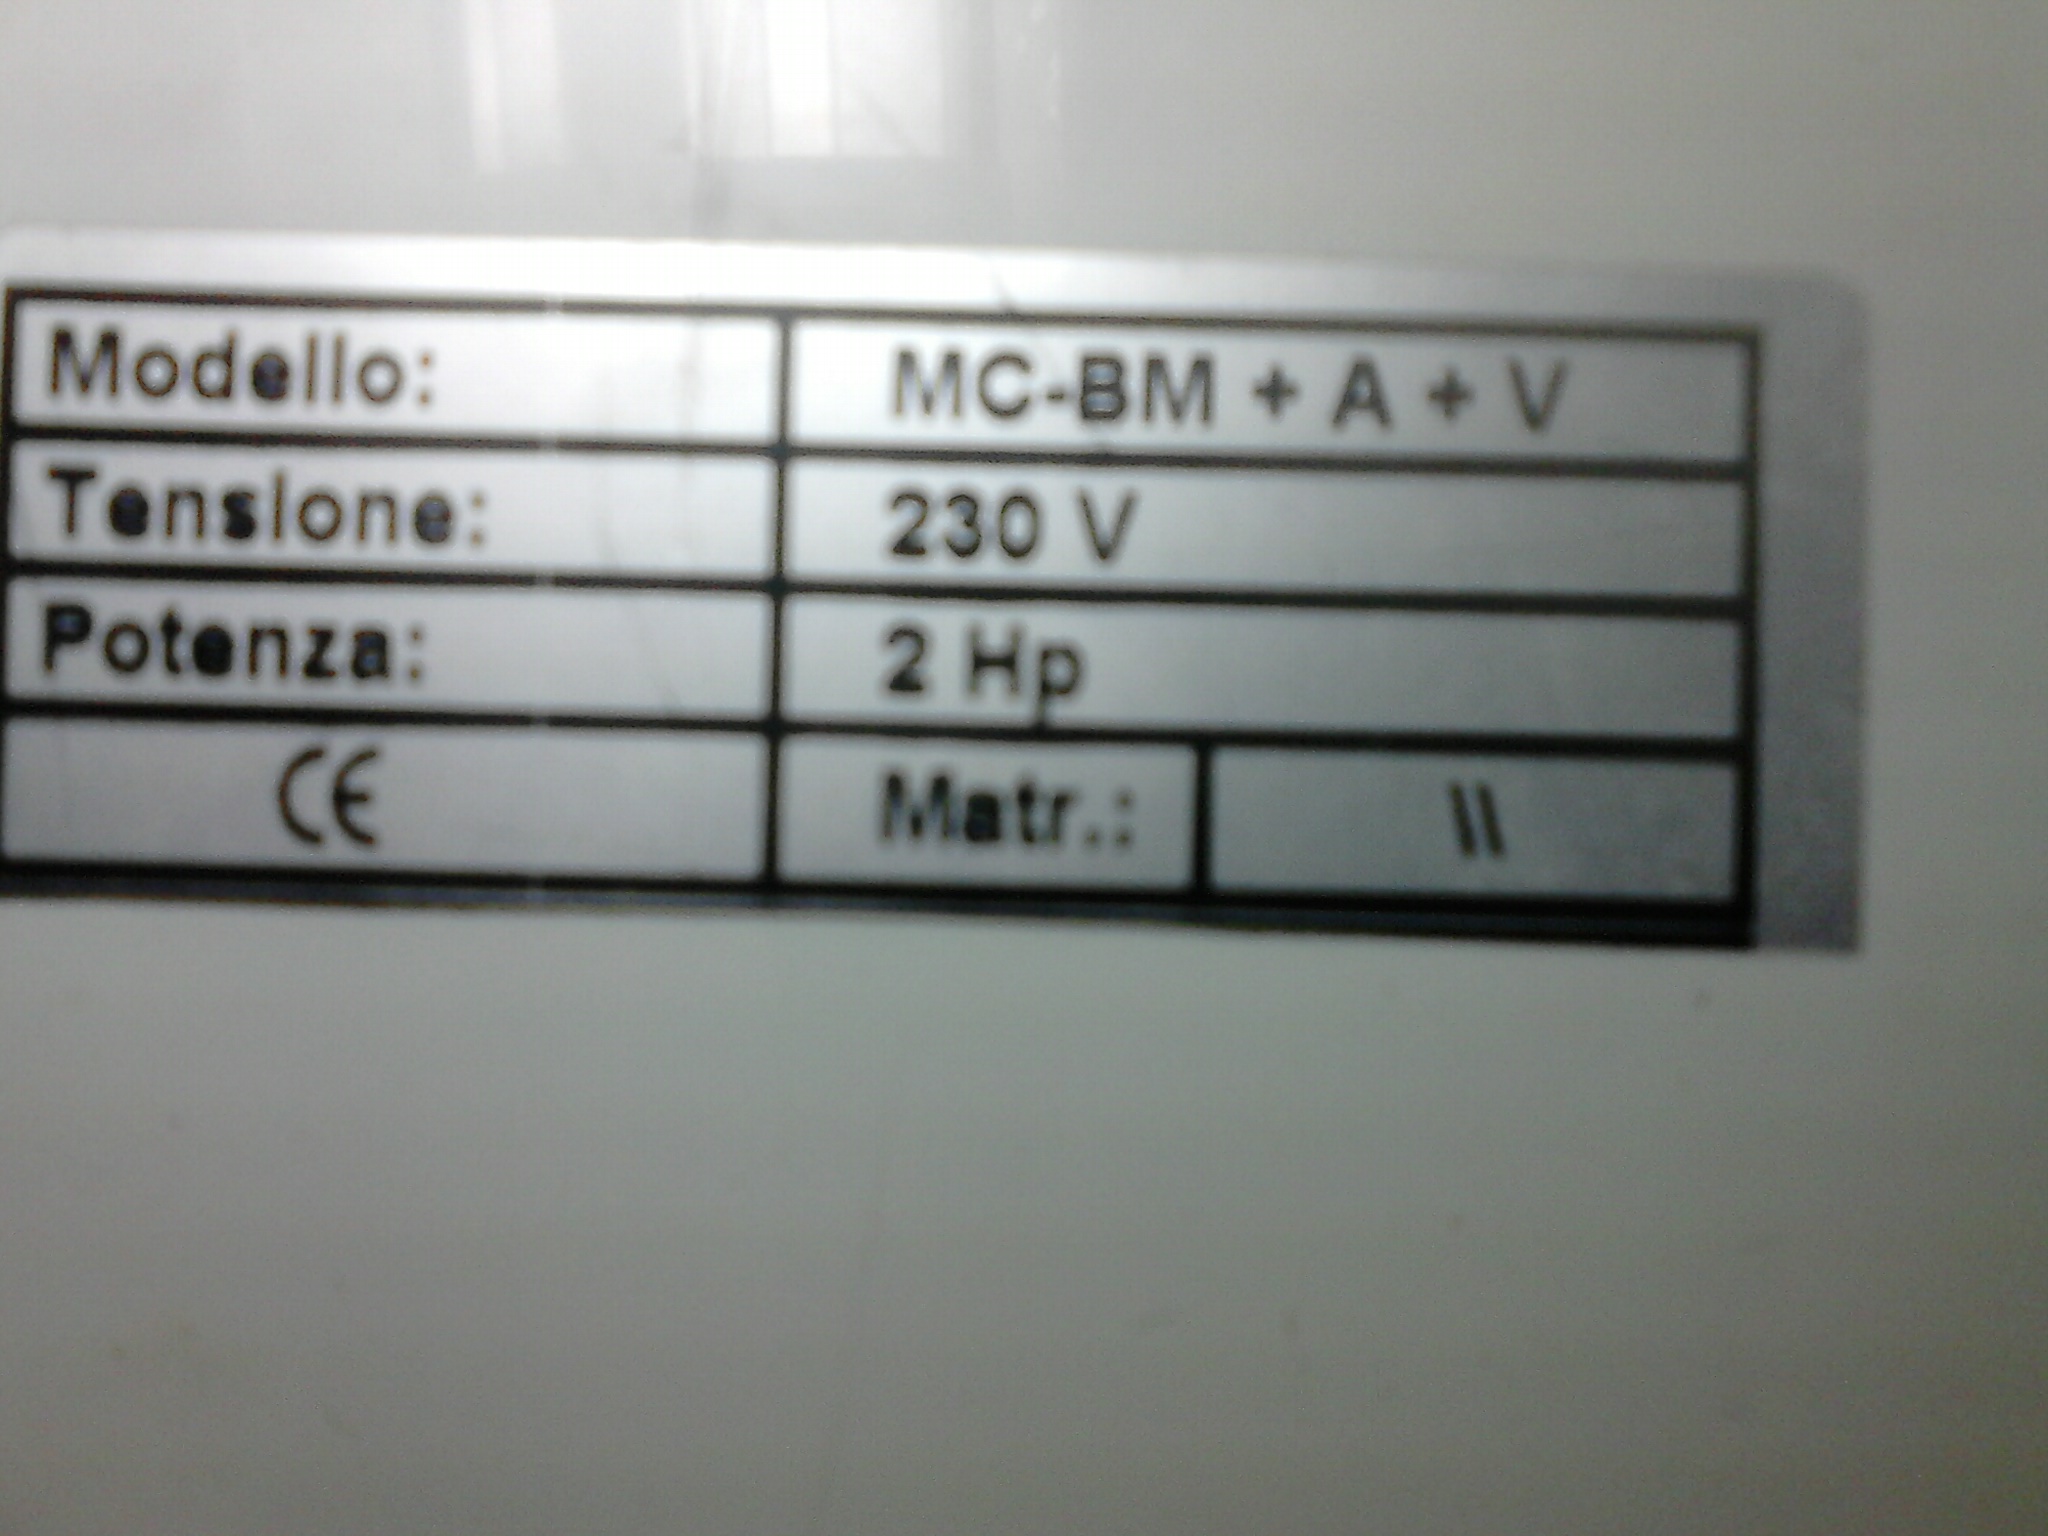 Modello: MC-BM + A + V
Tensione: 230 V
Potenza: 2 Hp
CE Matr.: \\